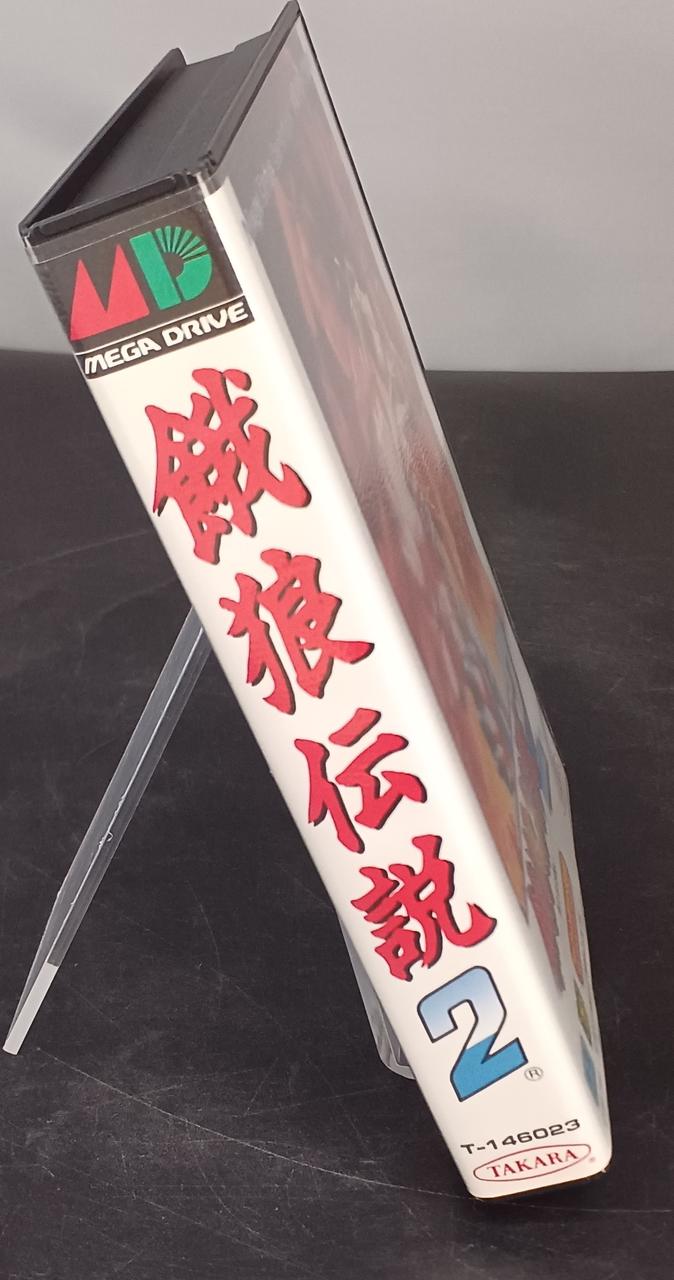 MD
MEGA DRIVE
餓狼伝説
2
®
T-146023
TAKARA